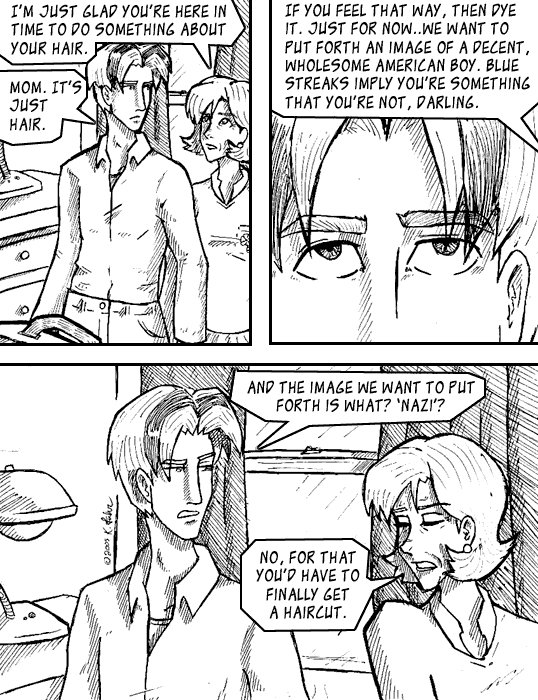 I'M JUST GLAD YOU'RE HERE IN
TIME TO DO SOMETHING ABOUT
YOUR HAIR.
MOM. IT'S
JUST
HAIR.
IF YOU FEEL THAT WAY, THEN DYE
IT. JUST FOR NOW..WE WANT TO
PUT FORTH AN IMAGE OF A DECENT,
WHOLESOME AMERICAN BOY. BLUE
STREAKS IMPLY YOU'RE SOMETHING
THAT YOU'RE NOT, DARLING.
AND THE IMAGE WE WANT TO PUT
FORTH IS WHAT? 'NAZI'?
NO, FOR THAT
YOU'D HAVE TO
FINALLY GET
A HAIRCUT.
©2005 K.